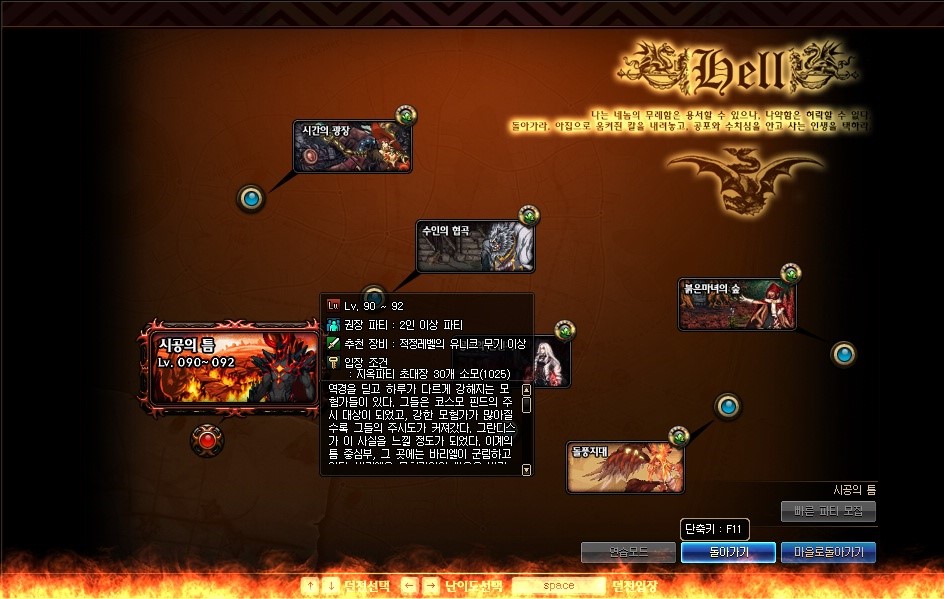 Hell
나는 네놈의 무례함은 용서할 수 있으나, 나약함은 허락할 수 없다.
돌아가라. 아집으로 움켜쥔 칼을 내려놓고, 공포와 수치심을 안고 사는 인생을 택하라.
시간의 광장
수인의 협곡
붉은마녀의 숲
시공의 틈
Lv. 090~092
Lv Lv. 90 ~ 92
권장 파티 : 2인 이상 파티
추천 장비 : 적정레벨의 유니크 무기 이상
입장 조건
: 지옥파티 초대장 30개 소모(1025)
역경을 딛고 하루가 다르게 강해지는 모
험가들이 있다. 그들은 코스모 핀드의 주
시 대상이 되었고, 강한 모험가가 많아질
수록 그들의 주시도가 커져갔다. 그란디스
가 이 사실을 느낄 정도가 되었다. 이계의
틈 중심부, 그 곳에는 바리엘이 군림하고
돌풍지대
시공의 틈
빠른 파티 모집
단축키 : F11
연습모드
돌아가기
마을로돌아가기
↑ ↓ 던전선택 ← → 난이도선택 space 던전입장